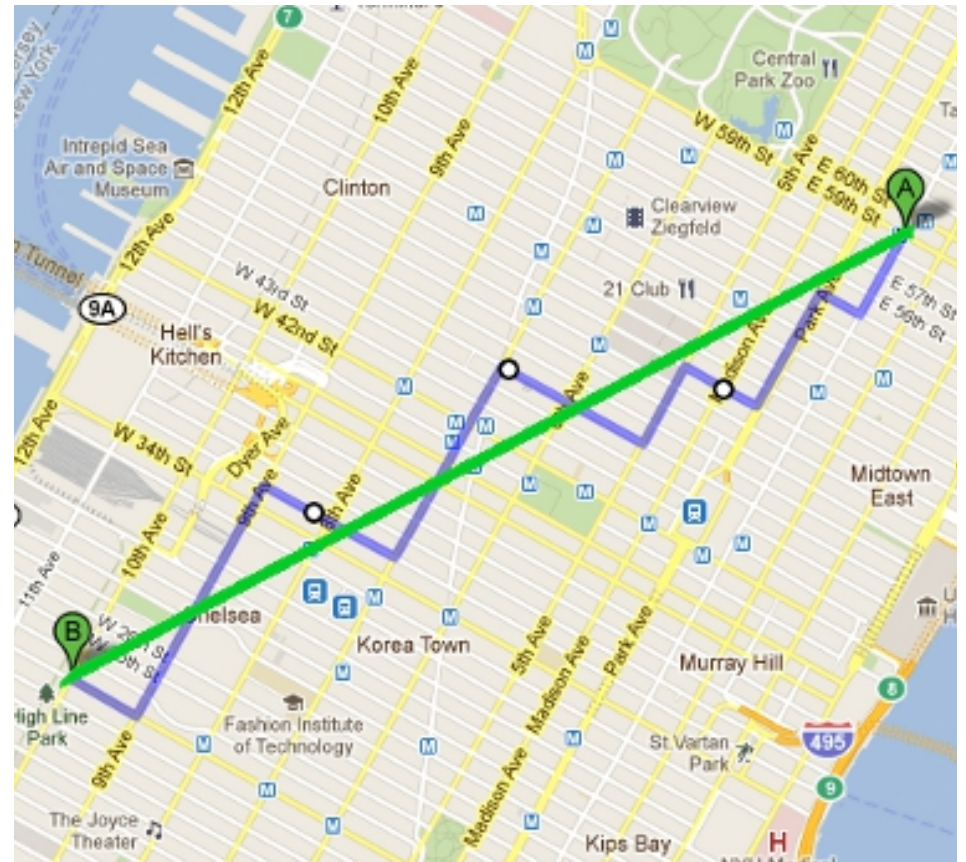 7
12th Ave
10th Ave
9th Ave
Central
Park Zoo
W 59th St
5th Ave
E 60th St
E 59th St
A
Intrepid Sea
Air and Space
Museum
Clinton
Clearview
Ziegfeld
12th Ave
Tunnel
9A
W 43rd St
W 42nd St
21 Club
Park Ave
E 57th St
E 56th St
Hell's
Kitchen
Madison Ave
12th Ave
W 34th St
Dyer Ave
9th Ave
Midtown
East
10th Ave
11th Ave
Chelsea
Korea Town
B
5th Ave
Madison Ave
Park Ave
Murray Hill
8
High Line
Park
Fashion Institute
of Technology
St.Vartan
Park
495
9th Ave
Madison Ave
9
The Joyce
Theater
Kips Bay
H